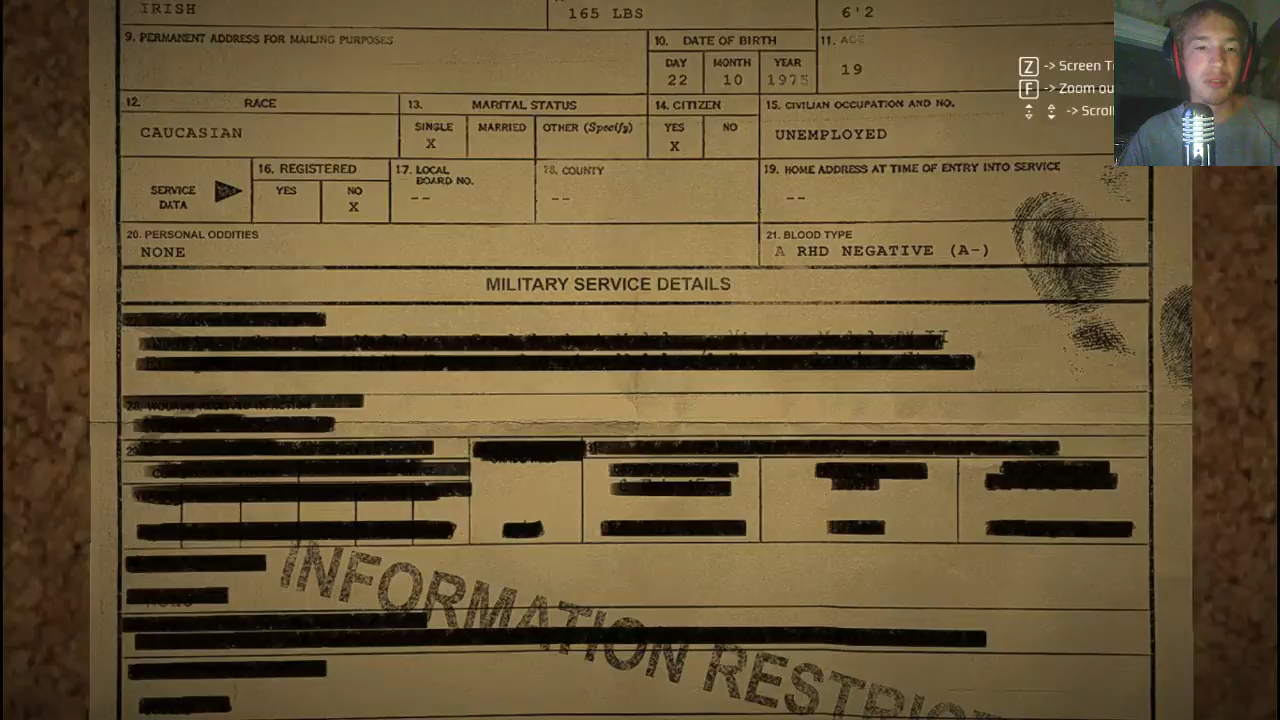 IRISH
165 LBS
6'2
9. PERMANENT ADDRESS FOR MAILING PURPOSES
10. DATE OF BIRTH
11. AGE
DAY MONTH YEAR
22 10 1975
19
Z -> Screen
F -> Zoom
-> Scroll
12. RACE
13. MARITAL STATUS
14. CITIZEN
15. CIVILIAN OCCUPATION AND NO.
CAUCASIAN
SINGLE MARRIED OTHER (Specify)
YES NO
UNEMPLOYED
X
X
SERVICE DATA
16. REGISTERED
YES NO
X
17. LOCAL BOARD NO.
--
18. COUNTY
--
19. HOME ADDRESS AT TIME OF ENTRY INTO SERVICE
--
20. PERSONAL ODDITIES
NONE
21. BLOOD TYPE
A RHD NEGATIVE (A-)
MILITARY SERVICE DETAILS
INFORMATION